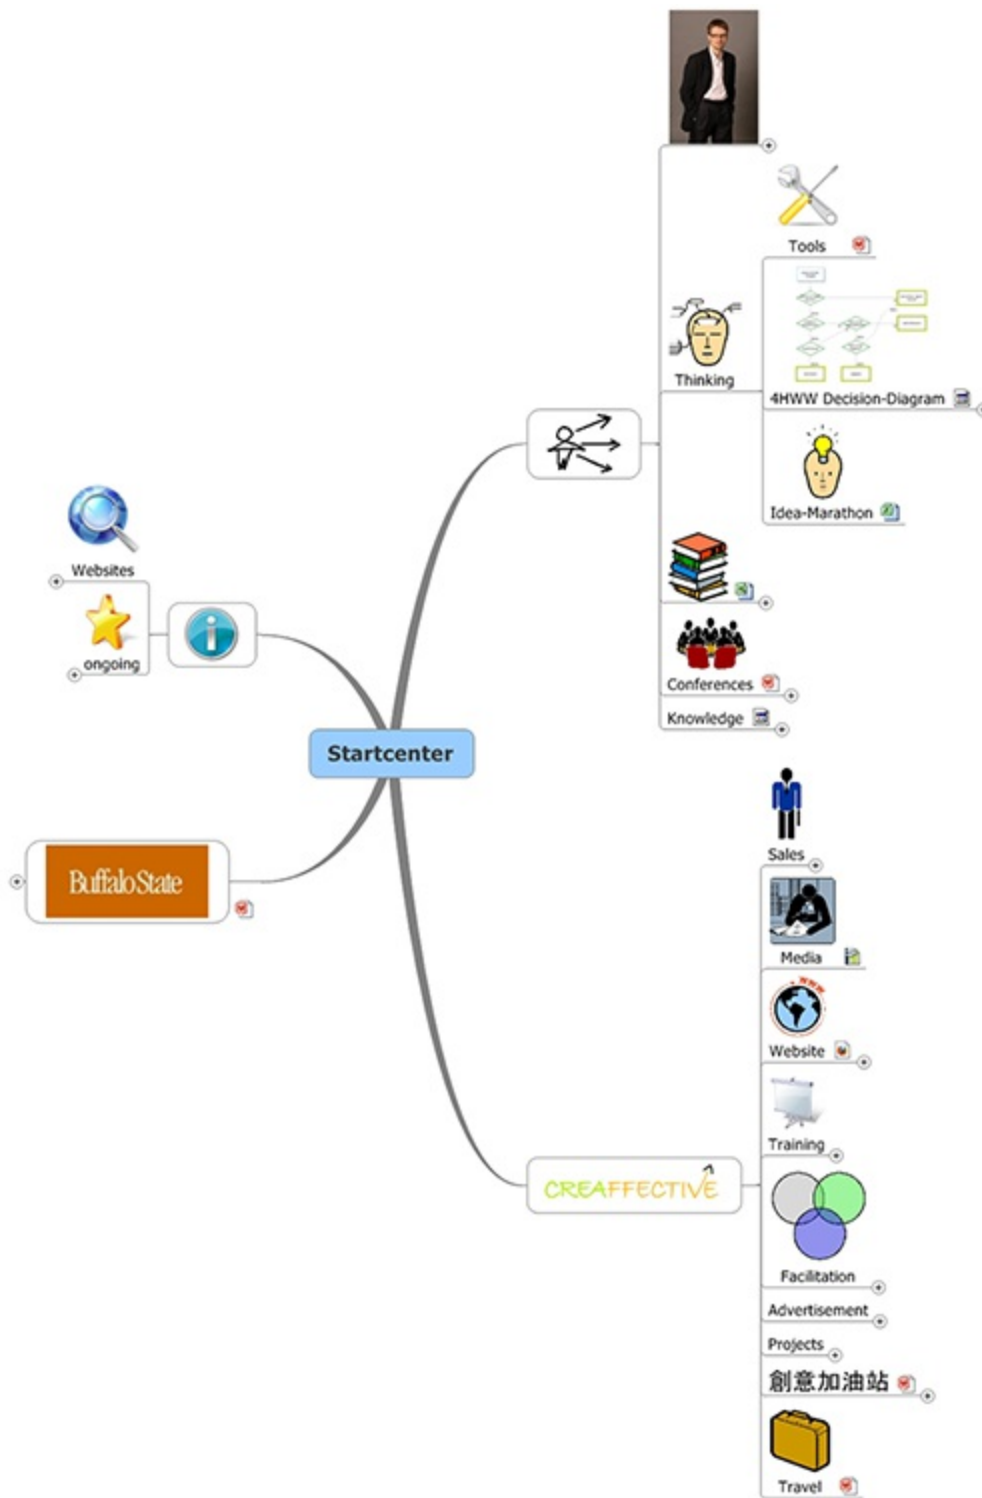 Tools
Thinking
4HWW Decision-Diagram
Idea-Marathon
Conferences
Knowledge
Websites
ongoing
Startcenter
Buffalo State
Sales
Media
WWW
Website
Training
CREAFFECTIVE
Facilitation
Advertisement
Projects
創意加油站
Travel